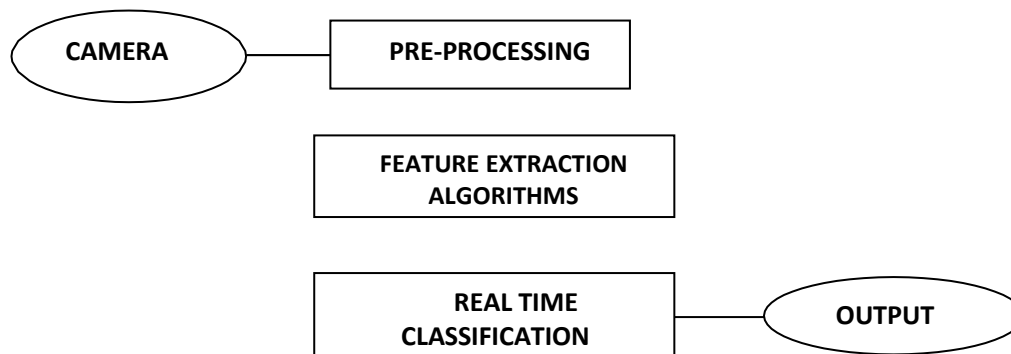 CAMERA
PRE-PROCESSING
FEATURE EXTRACTION
ALGORITHMS
REAL TIME
CLASSIFICATION
OUTPUT